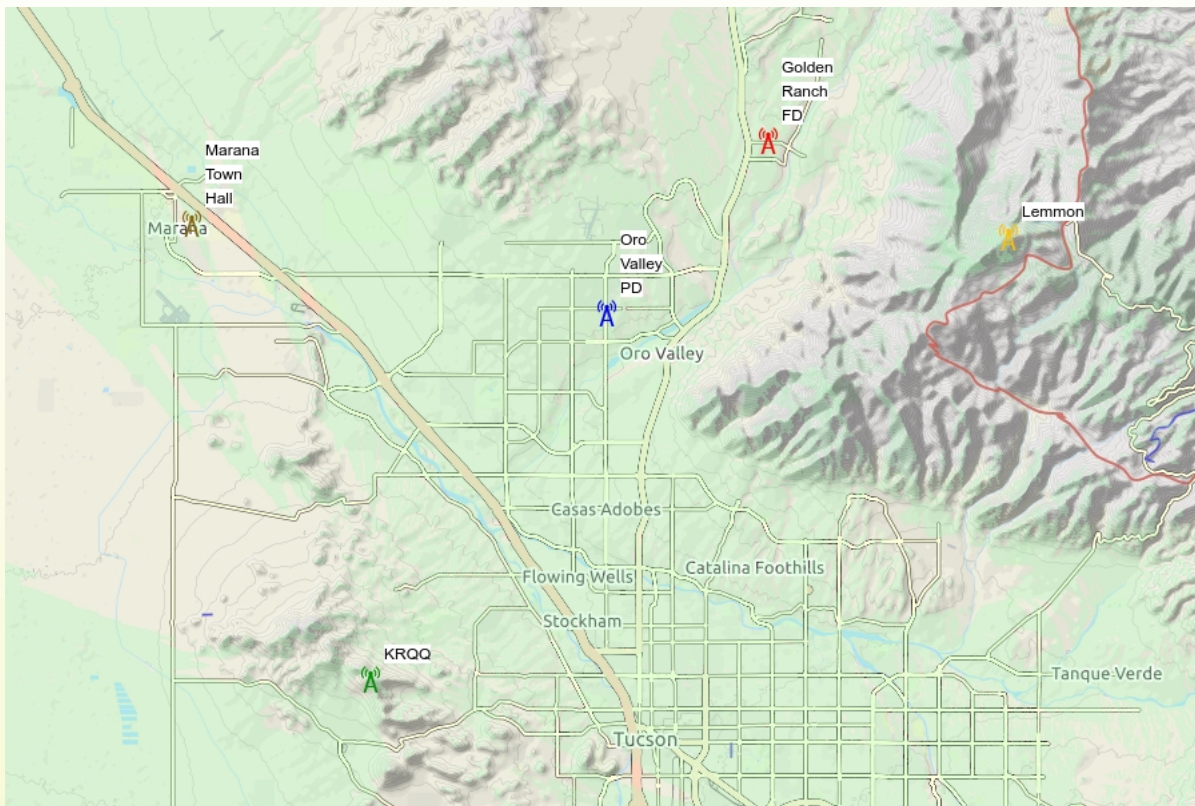 Golden
Ranch
FD
Marana
Town
Hall
Marana
Lemmon
Oro
Valley
PD
Oro Valley
Casas Adobes
Flowing Wells
Catalina Foothills
Stockham
KRQQ
Tanque Verde
Tucson